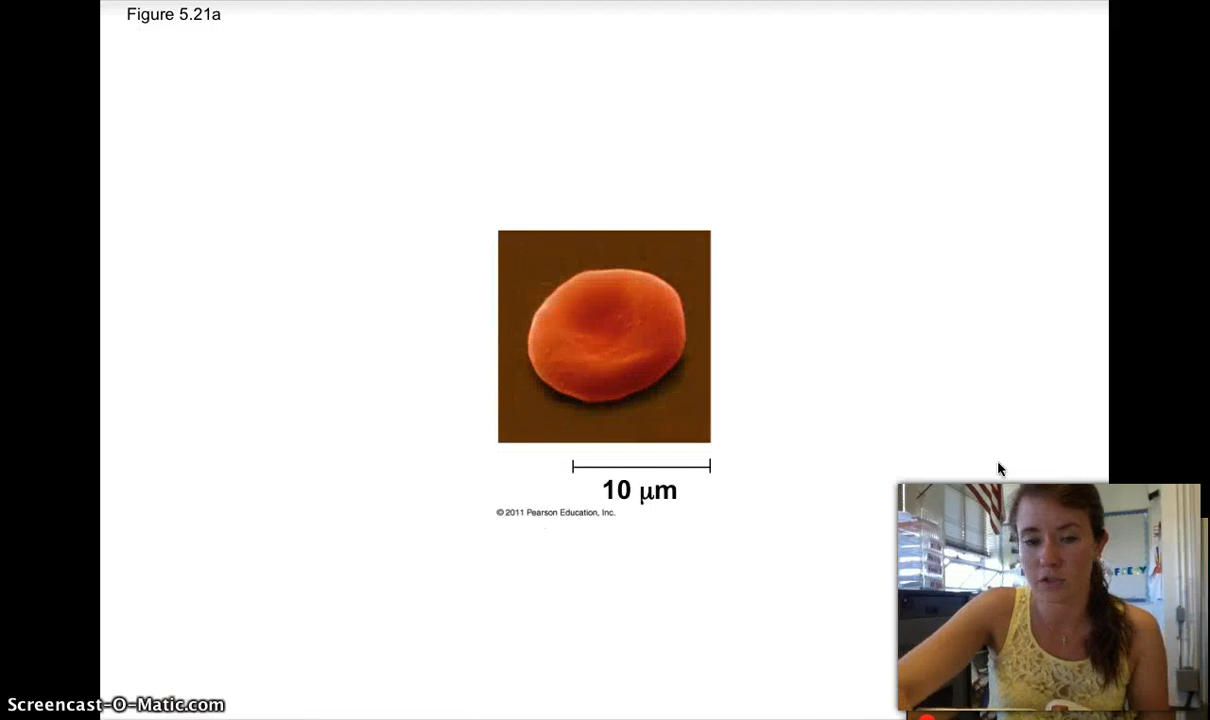 Figure 5.21a
10 μm
© 2011 Pearson Education, Inc.
Screencast-O-Matic.com